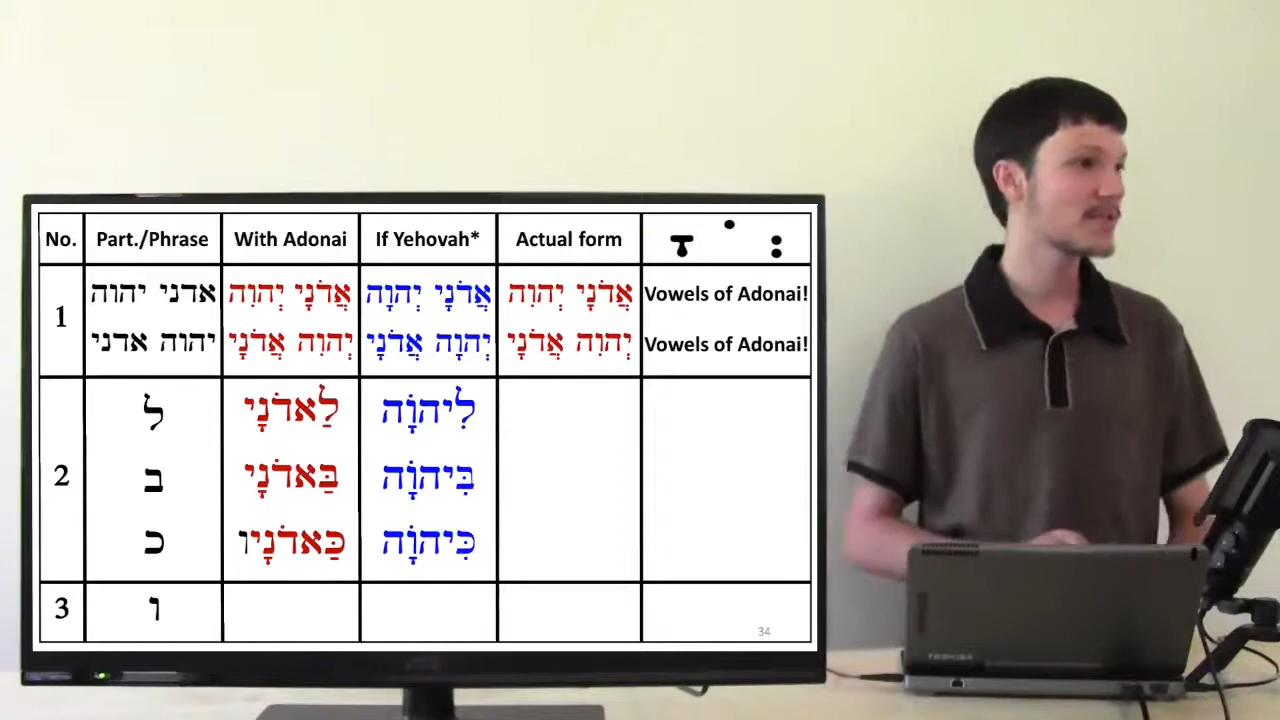 No. Part./Phrase With Adonai If Yehovah* Actual form ְ ֹ ָ
1
אדני יהוה אֲדֹנָי יְהוִה אֲדֹנָי יְהוָה אֲדֹנָי יְהוִה Vowels of Adonai!
יהוה אדני יְהוִה אֲדֹנָי יְהוָה אֲדֹנָי יְהוִה אֲדֹנָי Vowels of Adonai!
2
ל לַאדֹנָי לִיהוָֹה
ב בַּאדֹנָי בִּיהוָֹה
כ כַּאדֹנָיו כִּיהוָֹה
3 ו
34
TOSHIBA